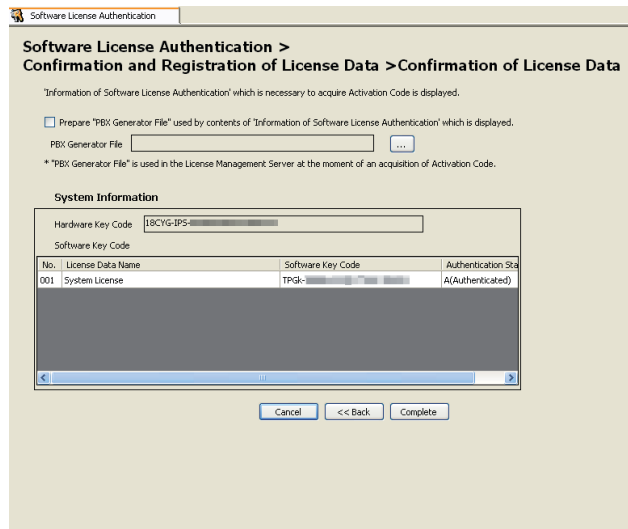 Software License Authentication
Software License Authentication >
Confirmation and Registration of License Data >Confirmation of License Data
'Information of Software License Authentication' which is necessary to acquire Activation Code is displayed.
Prepare "PBX Generator File" used by contents of 'Information of Software License Authentication' which is displayed.
PBX Generator File ...
* "PBX Generator File" is used in the License Management Server at the moment of an acquisition of Activation Code.
System Information
Hardware Key Code 18CYG-IPS-
Software Key Code
No. License Data Name Software Key Code Authentication Sta
001 System License TPGk- A(Authenticated)
Cancel << Back Complete